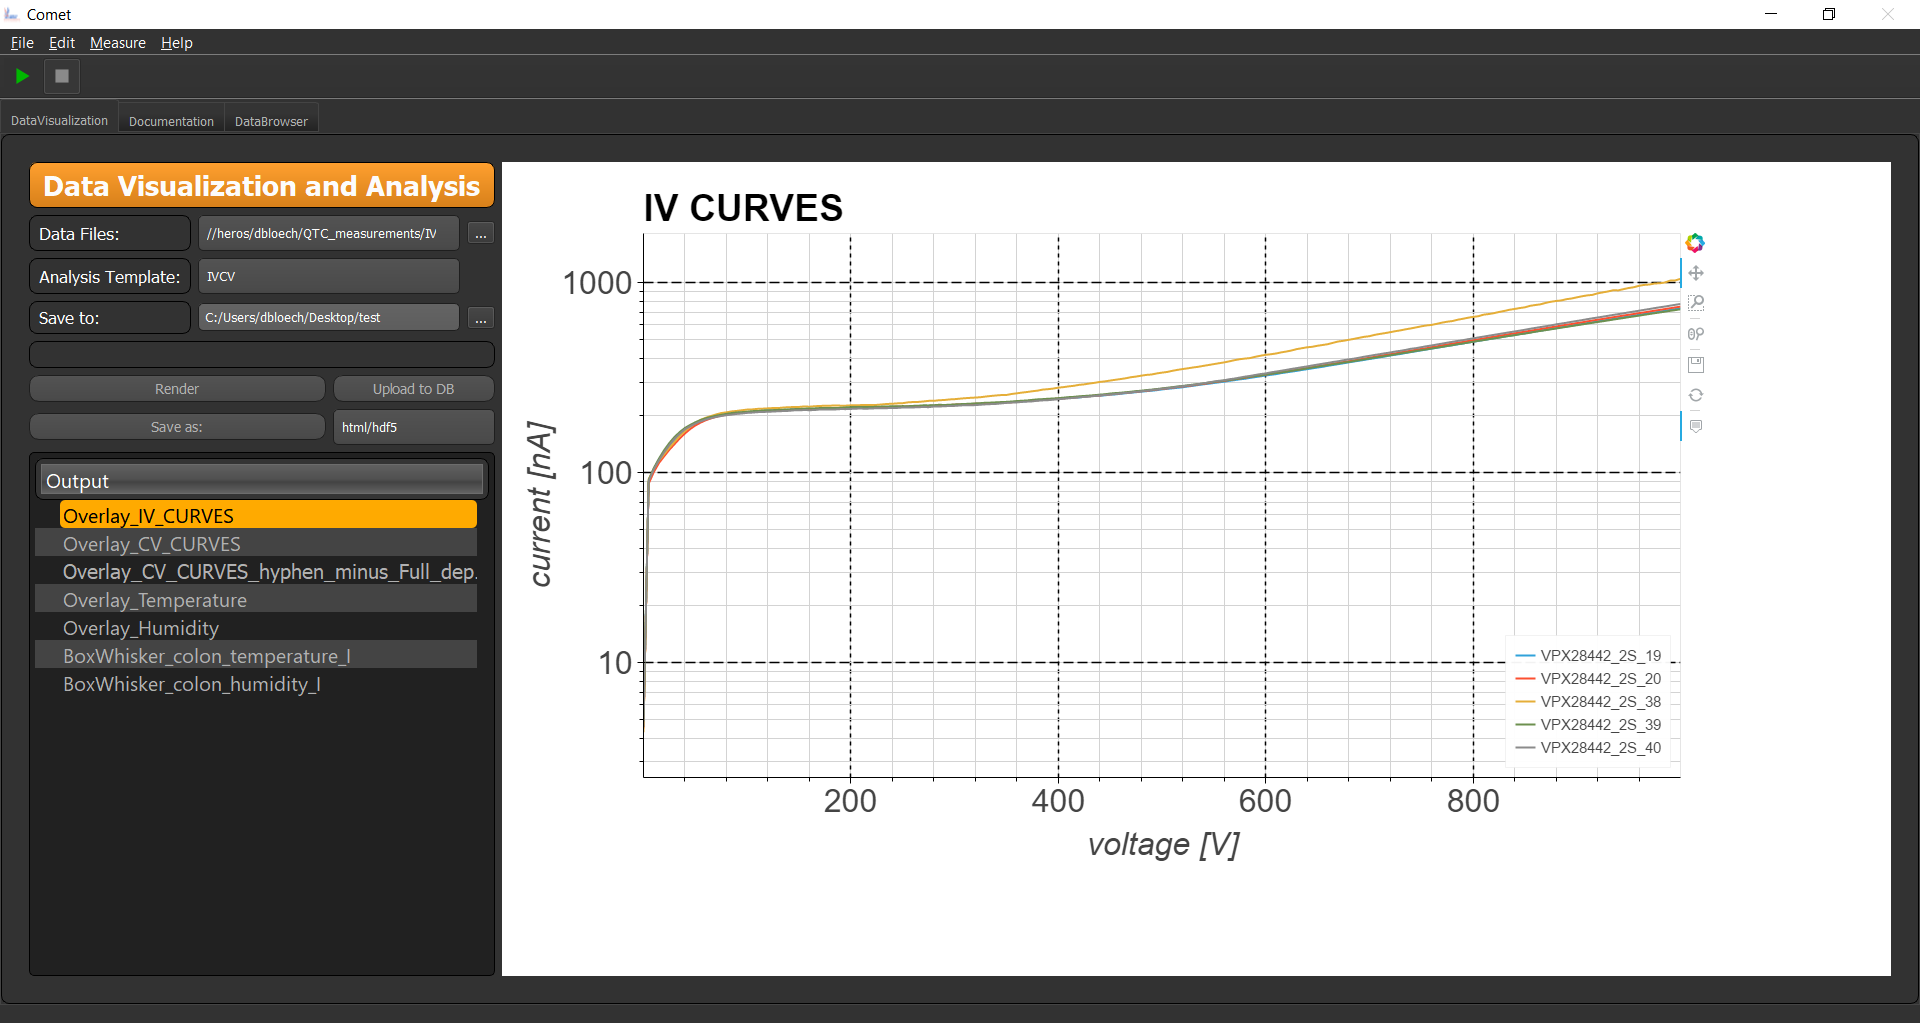 Comet
File Edit Measure Help
DataVisualization Documentation DataBrowser
Data Visualization and Analysis
Data Files: //heros/dbloech/QTC_measurements/IV ...
Analysis Template: IVCV
Save to: C:/Users/dbloech/Desktop/test ...
Render Upload to DB
Save as: html/hdf5
Output
Overlay_IV_CURVES
Overlay_CV_CURVES
Overlay_CV_CURVES_hyphen_minus_Full_dep.
Overlay_Temperature
Overlay_Humidity
BoxWhisker_colon_temperature_I
BoxWhisker_colon_humidity_I
IV CURVES
1000
100
10
current [nA]
200 400 600 800
voltage [V]
VPX28442_2S_19
VPX28442_2S_20
VPX28442_2S_38
VPX28442_2S_39
VPX28442_2S_40